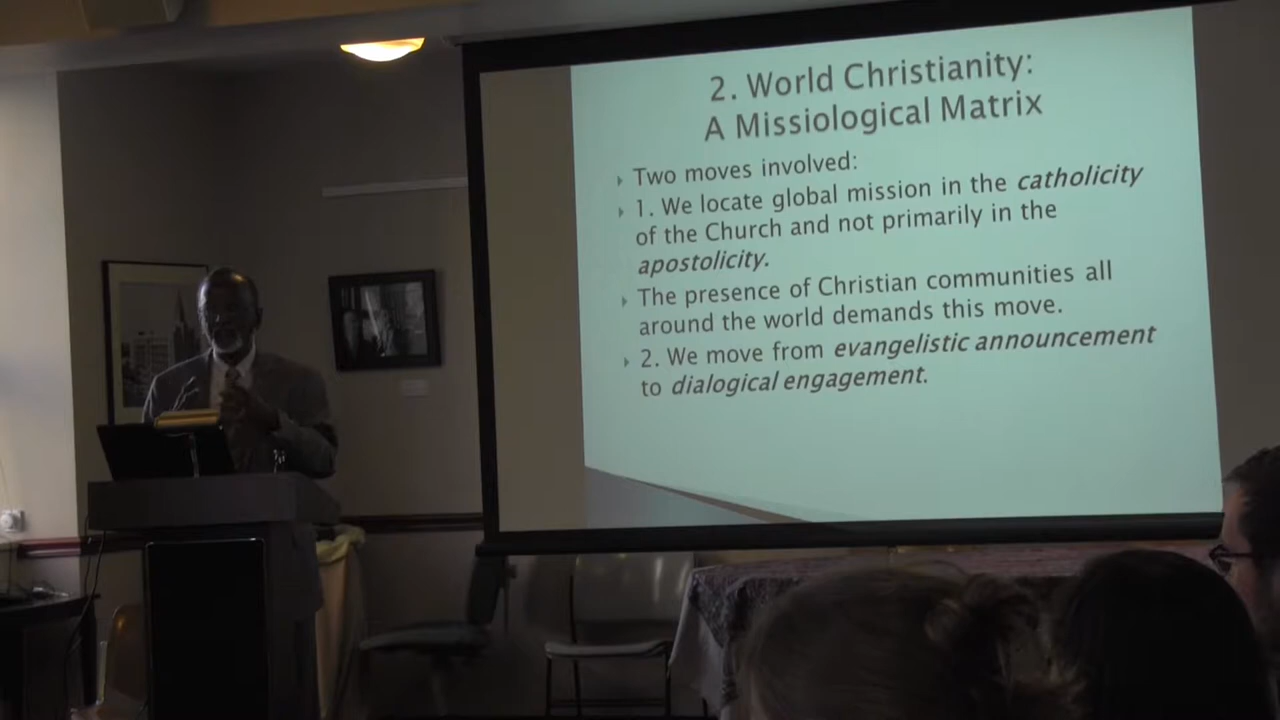 2. World Christianity:
A Missiological Matrix
Two moves involved:
1. We locate global mission in the catholicity
of the Church and not primarily in the
apostolicity.
The presence of Christian communities all
around the world demands this move.
2. We move from evangelistic announcement
to dialogical engagement.